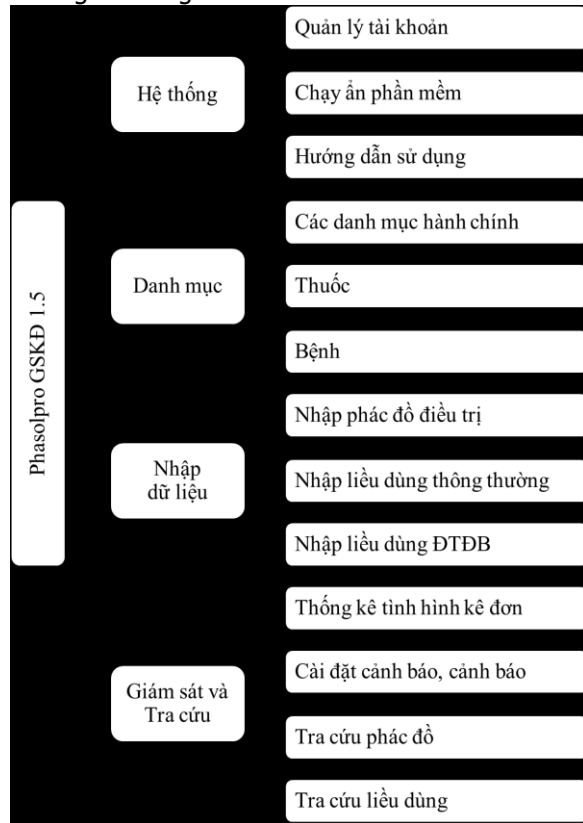 Quản lý tài khoản
Hệ thống
Chạy ẩn phần mềm
Hướng dẫn sử dụng
Các danh mục hành chính
Danh mục
Thuốc
Bệnh
Phasolpro GSKĐ 1.5
Nhập phác đồ điều trị
Nhập
dữ liệu
Nhập liều dùng thông thường
Nhập liều dùng ĐTĐB
Thống kê tình hình kê đơn
Giám sát và
Tra cứu
Cài đặt cảnh báo, cảnh báo
Tra cứu phác đồ
Tra cứu liều dùng